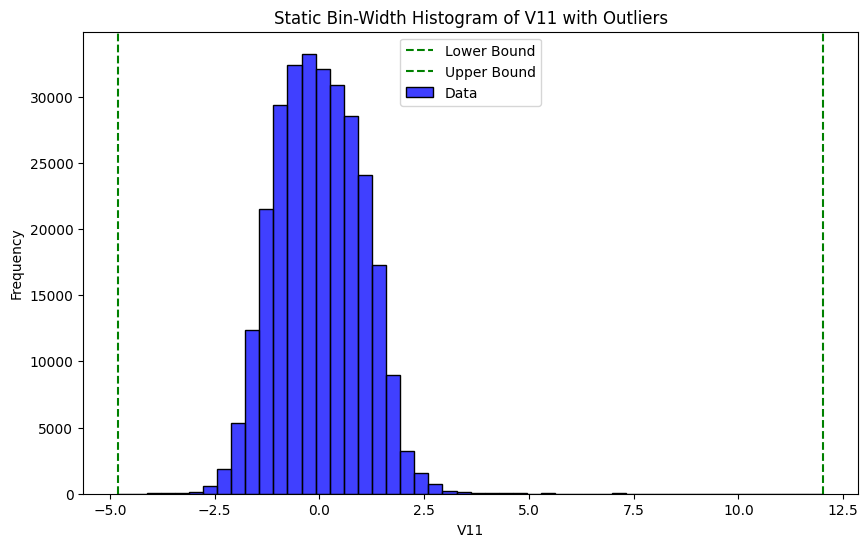 Static Bin-Width Histogram of V11 with Outliers
Lower Bound
Upper Bound
Data
Frequency
30000
25000
20000
15000
10000
5000
0
−5.0
−2.5
0.0
2.5
5.0
7.5
10.0
12.5
V11